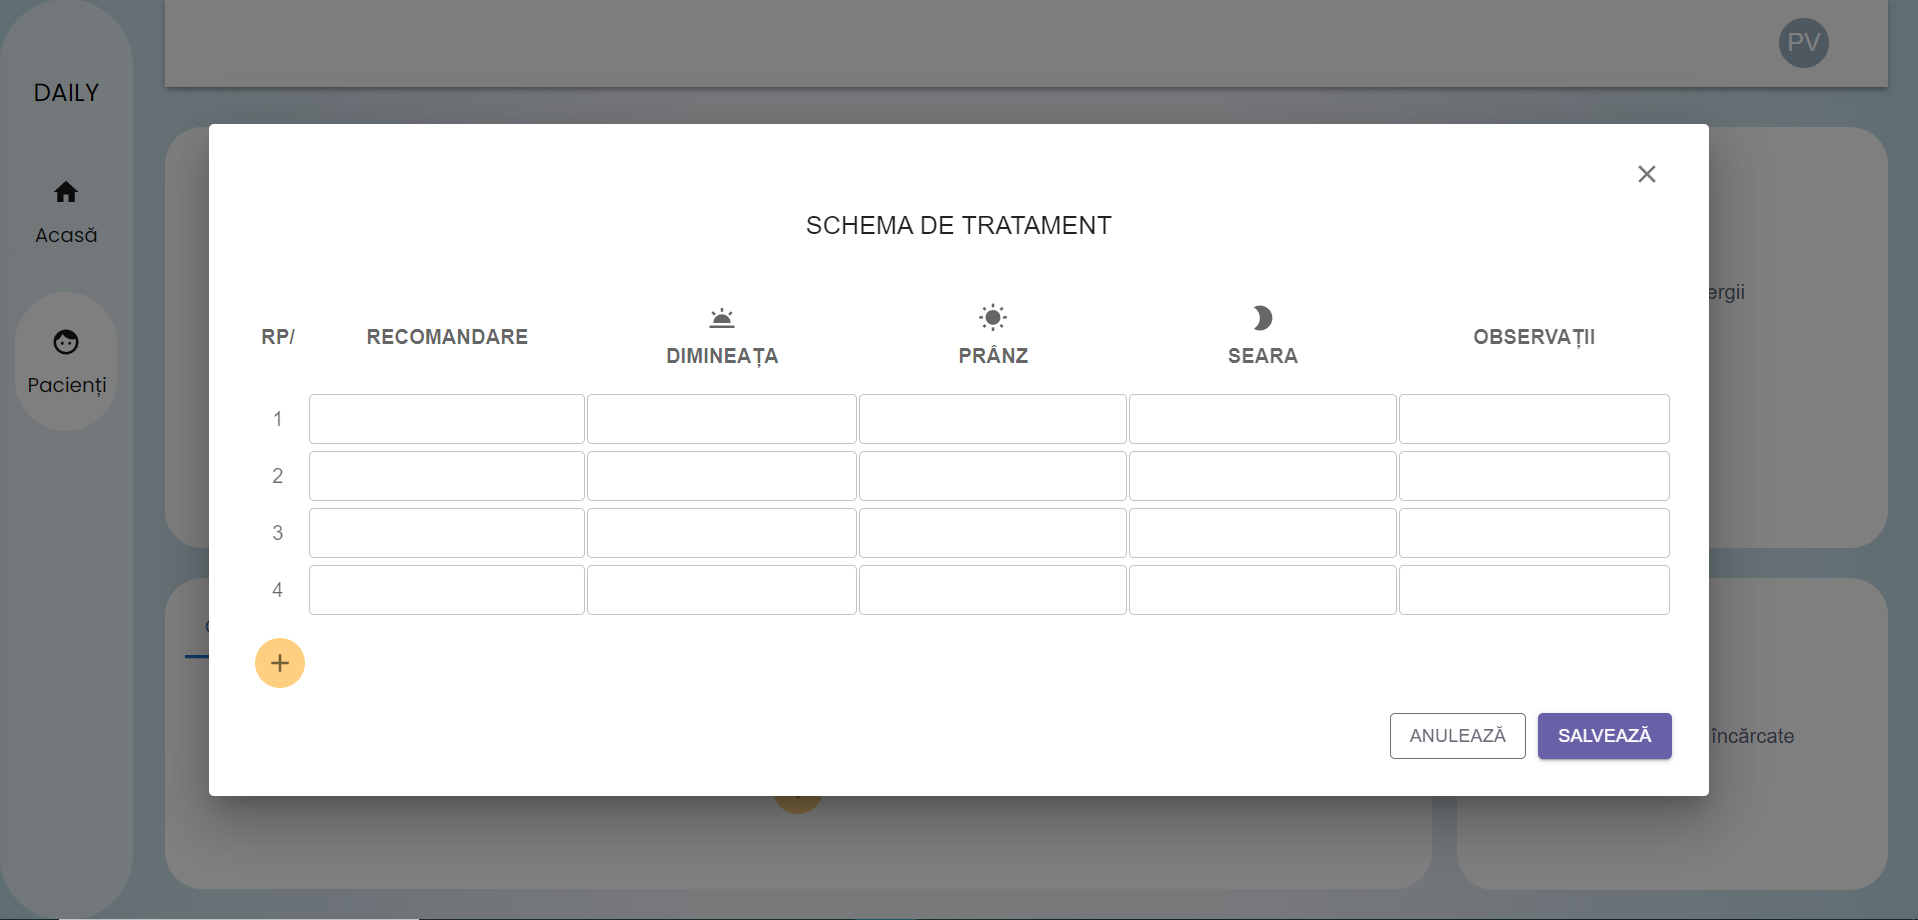 PV
DAILY
Acasă
Pacienți
SCHEMA DE TRATAMENT
RP/ RECOMANDARE DIMINEAȚA PRÂNZ SEARA OBSERVAȚII
1
2
3
4
+
ANULEAZĂ SALVEAZĂ
ergii
încărcate